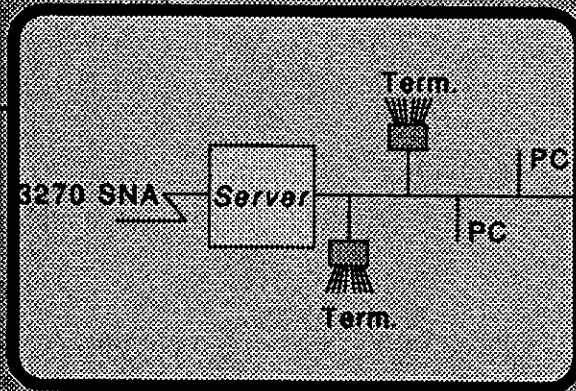 Term.
PC
3270 SNA
Server
PC
Term.